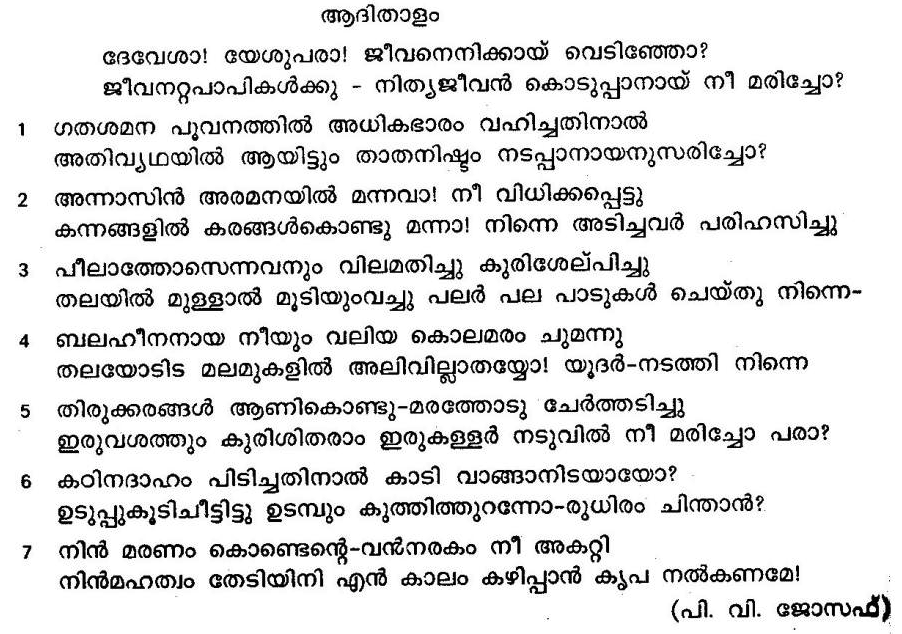 ആദിതാളം
ദേവേശാ! യേശുപരാ! ജീവനെനിക്കായ് വെടിഞ്ഞോ?
ജീവനറ്റപാപികൾക്കു - നിത്യജീവൻ കൊടുപ്പാനായ് നീ മരിച്ചോ?
1 ഗതശമന പൂവനത്തിൽ അധികഭാരം വഹിച്ചതിനാൽ
അതിവ്യഥയിൽ ആയിട്ടും താതനിഷ്ടം നടപ്പാനായനുസരിച്ചോ?
2 അന്നാസിൻ അരമനയിൽ മന്നവാ! നീ വിധിക്കപ്പെട്ടു
കന്നങ്ങളിൽ കരങ്ങൾകൊണ്ടു മന്നാ! നിന്നെ അടിച്ചവർ പരിഹസിച്ചു
3 പീലാത്തോസെന്നവനും വിലമതിച്ചു കുരിശേല്പിച്ചു
തലയിൽ മുള്ളാൽ മൂടിയുംവച്ചു പലർ പല പാടുകൾ ചെയ്തു നിന്നെ-
4 ബലഹീനനായ നീയും വലിയ കൊലമരം ചുമന്നു
തലയോടിട മലമുകളിൽ അലിവില്ലാതയ്യോ! യൂദർ-നടത്തി നിന്നെ
5 തിരുക്കരങ്ങൾ ആണികൊണ്ടു-മരത്തോടു ചേർത്തടിച്ചു
ഇരുവശത്തും കുരിശിതരാം ഇരുകള്ളർ നടുവിൽ നീ മരിച്ചോ പരാ?
6 കഠിനദാഹം പിടിച്ചതിനാൽ കാടി വാങ്ങാനിടയായോ?
ഉടുപ്പുകൂടിചീട്ടിട്ടു ഉടമ്പും കുത്തിത്തുറന്നോ-രുധിരം ചിന്താൻ?
7 നിൻ മരണം കൊണ്ടെന്റെ-വൻനരകം നീ അകറ്റി
നിൻമഹത്വം തേടിയിനി എൻ കാലം കഴിപ്പാൻ കൃപ നൽകണമേ!
(പി. വി. ജോസഫ്)